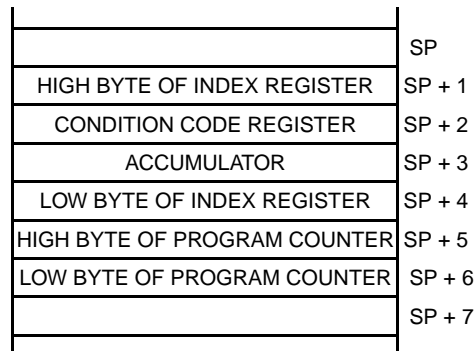 SP
HIGH BYTE OF INDEX REGISTER SP + 1
CONDITION CODE REGISTER SP + 2
ACCUMULATOR SP + 3
LOW BYTE OF INDEX REGISTER SP + 4
HIGH BYTE OF PROGRAM COUNTER SP + 5
LOW BYTE OF PROGRAM COUNTER SP + 6
SP + 7